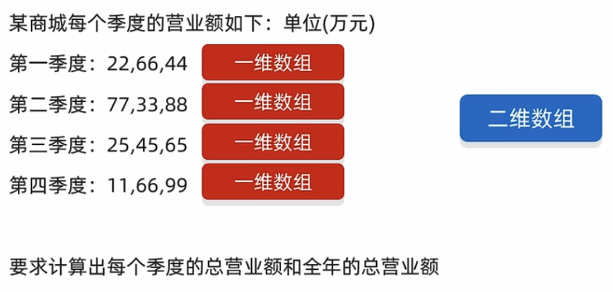 某商城每个季度的营业额如下：单位(万元)
第一季度：22,66,44 一维数组
第二季度：77,33,88 一维数组
第三季度：25,45,65 一维数组
第四季度：11,66,99 一维数组
二维数组
要求计算出每个季度的总营业额和全年的总营业额